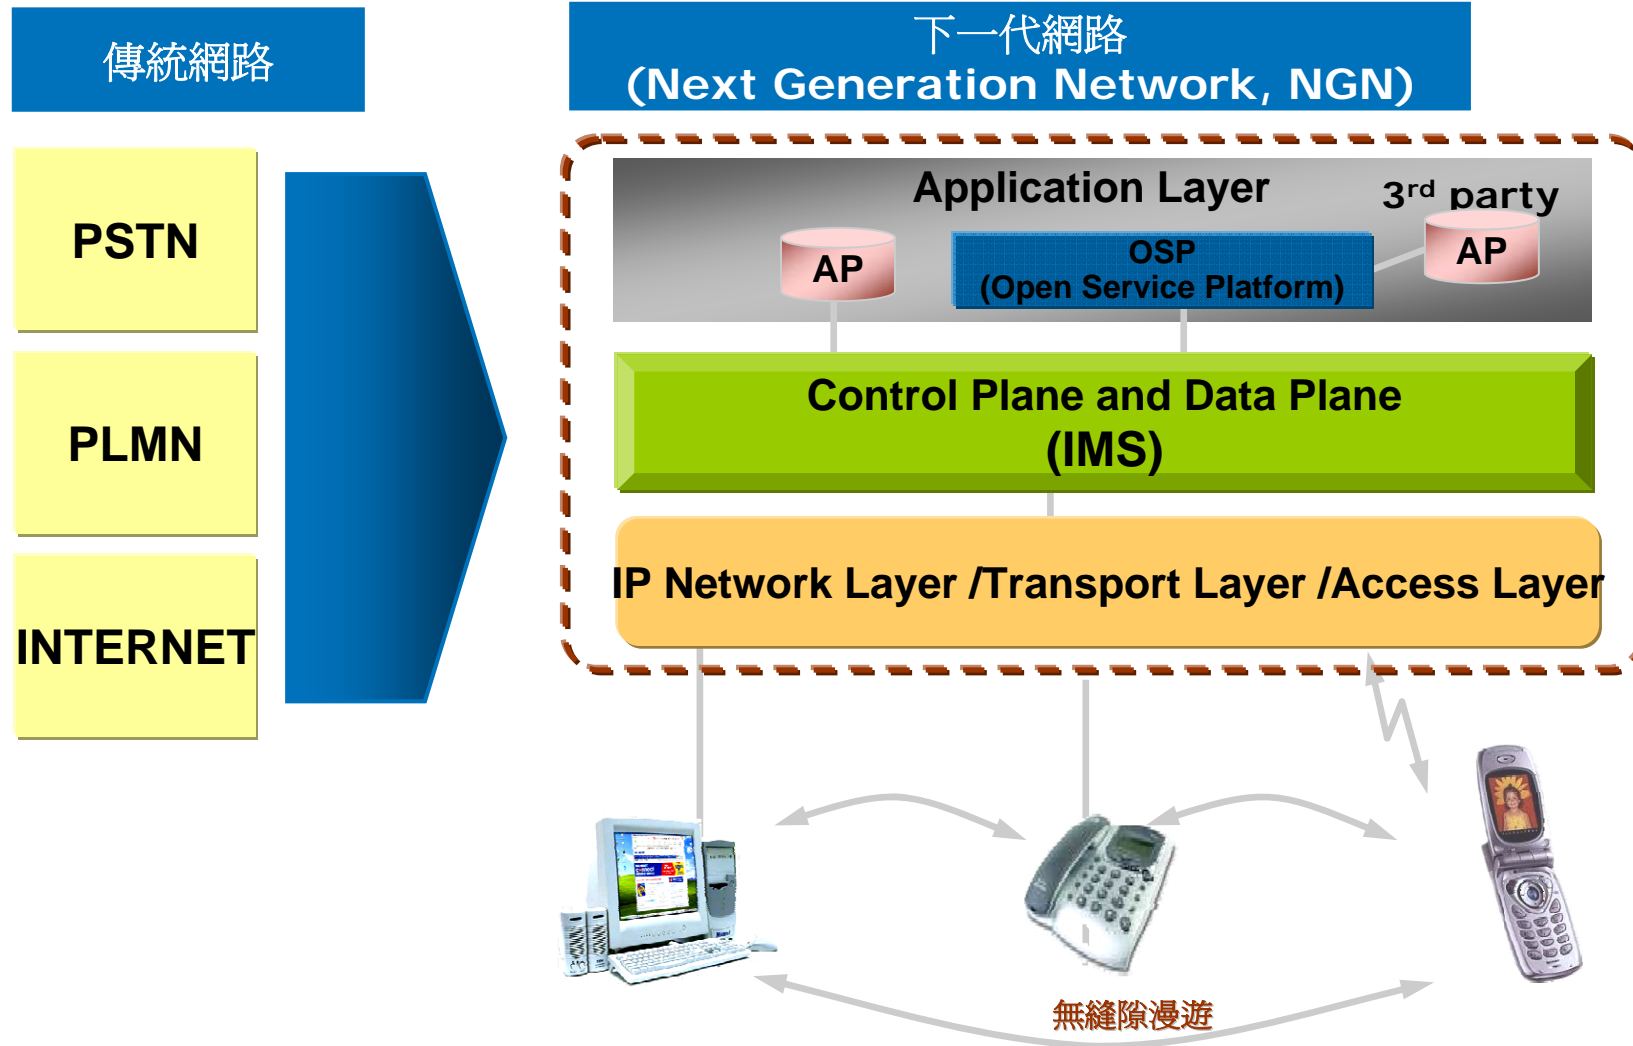 傳統網路
下一代網路
(Next Generation Network, NGN)
PSTN
PLMN
INTERNET
Application Layer
3rd party
AP
OSP
(Open Service Platform)
AP
Control Plane and Data Plane
(IMS)
IP Network Layer /Transport Layer /Access Layer
無縫隙漫遊